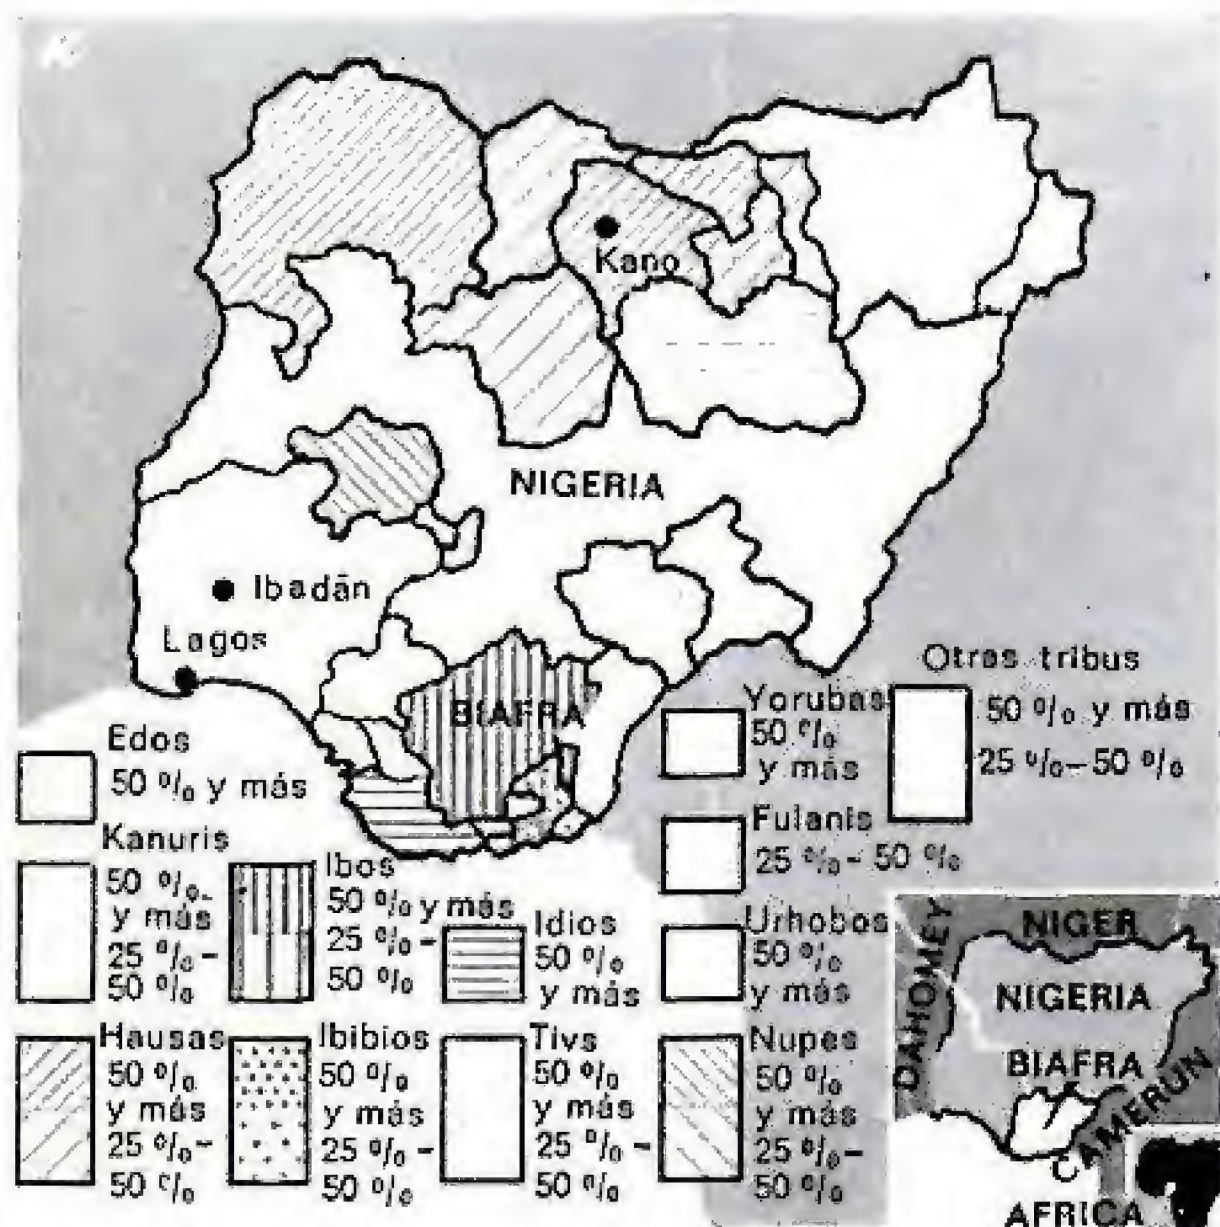 Kano
NIGERIA
Ibadán
Lagos
BIAFRA
Otras tribus
50 % y más
25 % - 50 %
Yorubas
50 %
y más
Edos
50 % y más
Fulanis
25 % - 50 %
Kanuris
50 %
y más
25 % -
50 %
Ibos
50 % y más
25 % -
50 %
Idios
50 %
y más
Urhobos
50 %
y más
Hausas
50 %
y más
25 % -
50 %
Ibibios
50 %
y más
25 % -
50 %
Tivs
50 %
y más
25 % -
50 %
Nupes
50 %
y más
25 % -
50 %
NIGER
DAHOMEY
NIGERIA
BIAFRA
CAMERUN
AFRICA